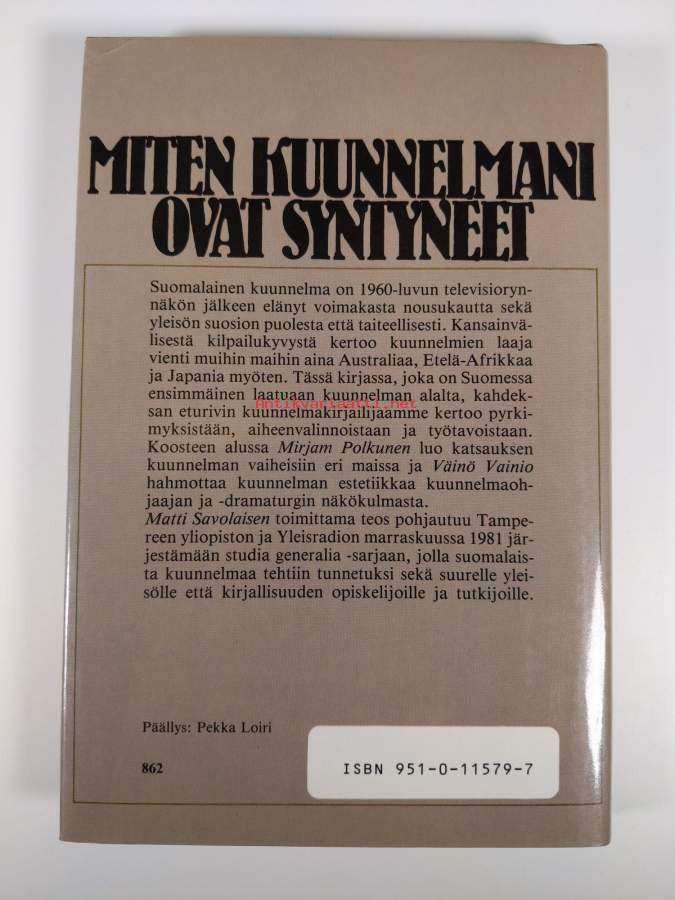 MITEN KUUNNELMANI
OVAT SYNTYNEET
Suomalainen kuunnelma on 1960-luvun televisioryn-
näkön jälkeen elänyt voimakasta nousukautta sekä
yleisön suosion puolesta että taiteellisesti. Kansainvä-
lisestä kilpailukyvystä kertoo kuunnelmien laaja
vienti muihin maihin aina Australiaa, Etelä-Afrikkaa
ja Japania myöten. Tässä kirjassa, joka on Suomessa
ensimmäinen laatuaan kuunnelman alalta, kahdek-
Antikvariaatti.net
san eturivin kuunnelmakirjailijaamme kertoo pyrki-
myksistään, aiheenvalinnoistaan ja työtavoistaan.
Koosteen alussa Mirjam Polkunen luo katsauksen
kuunnelman vaiheisiin eri maissa ja Väinö Vainio
hahmottaa kuunnelman estetiikkaa kuunnelmaoh-
jaajan ja -dramaturgin näkökulmasta.
Matti Savolaisen toimittama teos pohjautuu Tampe-
reen yliopiston ja Yleisradion marraskuussa 1981 jär-
jestämään studia generalia -sarjaan, jolla suomalais-
ta kuunnelmaa tehtiin tunnetuksi sekä suurelle ylei-
sölle että kirjallisuuden opiskelijoille ja tutkijoille.
Päällys: Pekka Loiri
862
ISBN 951-0-11579-7